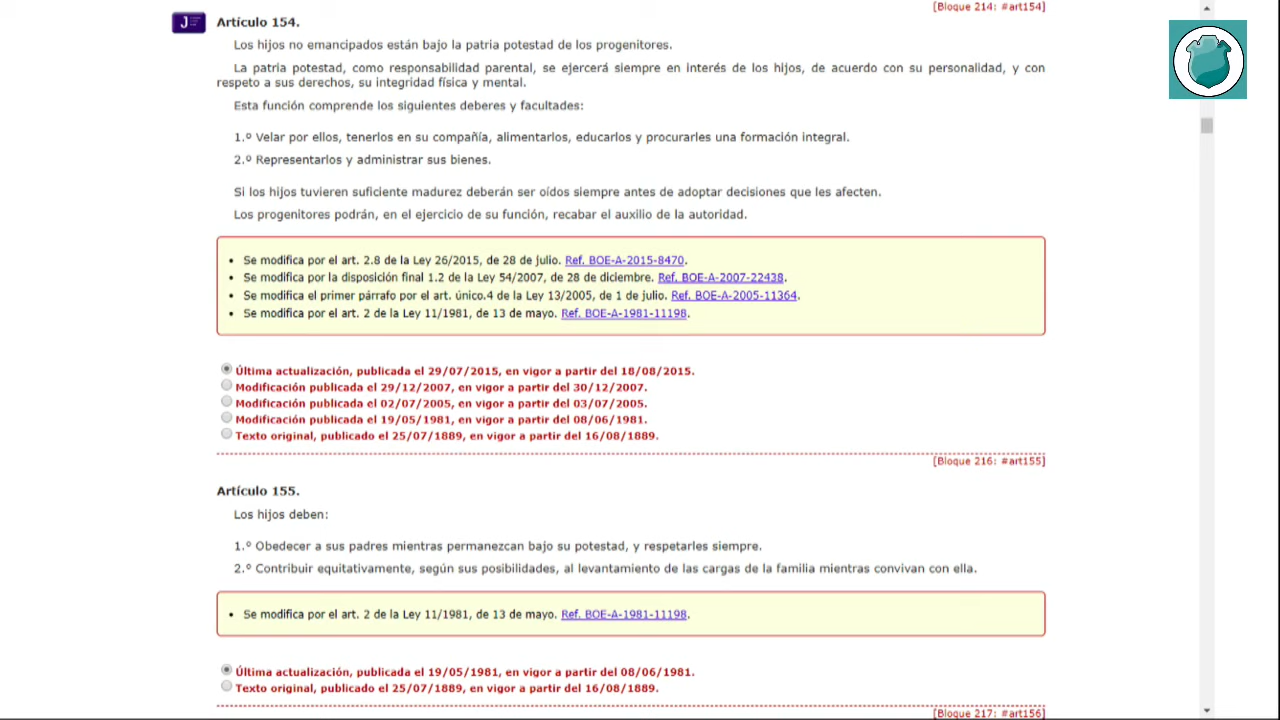 [Bloque 214: #art154]
J
Artículo 154.
Los hijos no emancipados están bajo la patria potestad de los progenitores.
La patria potestad, como responsabilidad parental, se ejercerá siempre en interés de los hijos, de acuerdo con su personalidad, y con
respeto a sus derechos, su integridad física y mental.
Esta función comprende los siguientes deberes y facultades:
1.º Velar por ellos, tenerlos en su compañía, alimentarlos, educarlos y procurarles una formación integral.
2.º Representarlos y administrar sus bienes.
Si los hijos tuvieren suficiente madurez deberán ser oídos siempre antes de adoptar decisiones que les afecten.
Los progenitores podrán, en el ejercicio de su función, recabar el auxilio de la autoridad.
• Se modifica por el art. 2.8 de la Ley 26/2015, de 28 de julio. Ref. BOE-A-2015-8470.
• Se modifica por la disposición final 1.2 de la Ley 54/2007, de 28 de diciembre. Ref. BOE-A-2007-22438.
• Se modifica el primer párrafo por el art. único.4 de la Ley 13/2005, de 1 de julio. Ref. BOE-A-2005-11364.
• Se modifica por el art. 2 de la Ley 11/1981, de 13 de mayo. Ref. BOE-A-1981-11198.
Última actualización, publicada el 29/07/2015, en vigor a partir del 18/08/2015.
Modificación publicada el 29/12/2007, en vigor a partir del 30/12/2007.
Modificación publicada el 02/07/2005, en vigor a partir del 03/07/2005.
Modificación publicada el 19/05/1981, en vigor a partir del 08/06/1981.
Texto original, publicado el 25/07/1889, en vigor a partir del 16/08/1889.
[Bloque 216: #art155]
Artículo 155.
Los hijos deben:
1.º Obedecer a sus padres mientras permanezcan bajo su potestad, y respetarles siempre.
2.º Contribuir equitativamente, según sus posibilidades, al levantamiento de las cargas de la familia mientras convivan con ella.
• Se modifica por el art. 2 de la Ley 11/1981, de 13 de mayo. Ref. BOE-A-1981-11198.
Última actualización, publicada el 19/05/1981, en vigor a partir del 08/06/1981.
Texto original, publicado el 25/07/1889, en vigor a partir del 16/08/1889.
[Bloque 217: #art156]